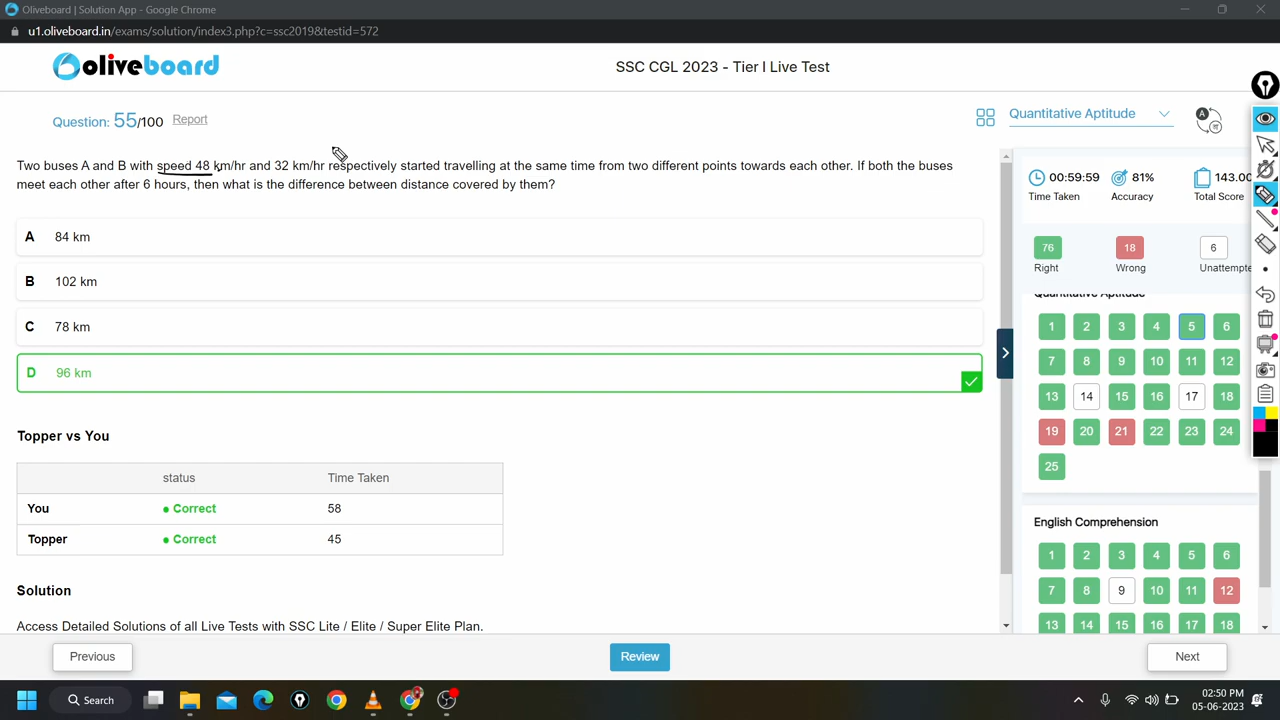 Oliveboard | Solution App - Google Chrome
u1.oliveboard.in/exams/solution/index3.php?c=ssc2019&testid=572
oliveboard
SSC CGL 2023 - Tier I Live Test
Question: 55/100 Report
Quantitative Aptitude
A
Two buses A and B with speed 48 km/hr and 32 km/hr respectively started travelling at the same time from two different points towards each other. If both the buses
meet each other after 6 hours, then what is the difference between distance covered by them?
A 84 km
B 102 km
C 78 km
D 96 km
Topper vs You
status Time Taken
You Correct 58
Topper Correct 45
Solution
Access Detailed Solutions of all Live Tests with SSC Lite / Elite / Super Elite Plan.
00:59:59 81% 143.00
Time Taken Accuracy Total Score
76 18 6
Right Wrong Unattempte
Quantitative Aptitude
1 2 3 4 5 6
7 8 9 10 11 12
13 14 15 16 17 18
19 20 21 22 23 24
25
English Comprehension
1 2 3 4 5 6
7 8 9 10 11 12
13 14 15 16 17 18
Previous Review Next
Search
02:50 PM
05-06-2023